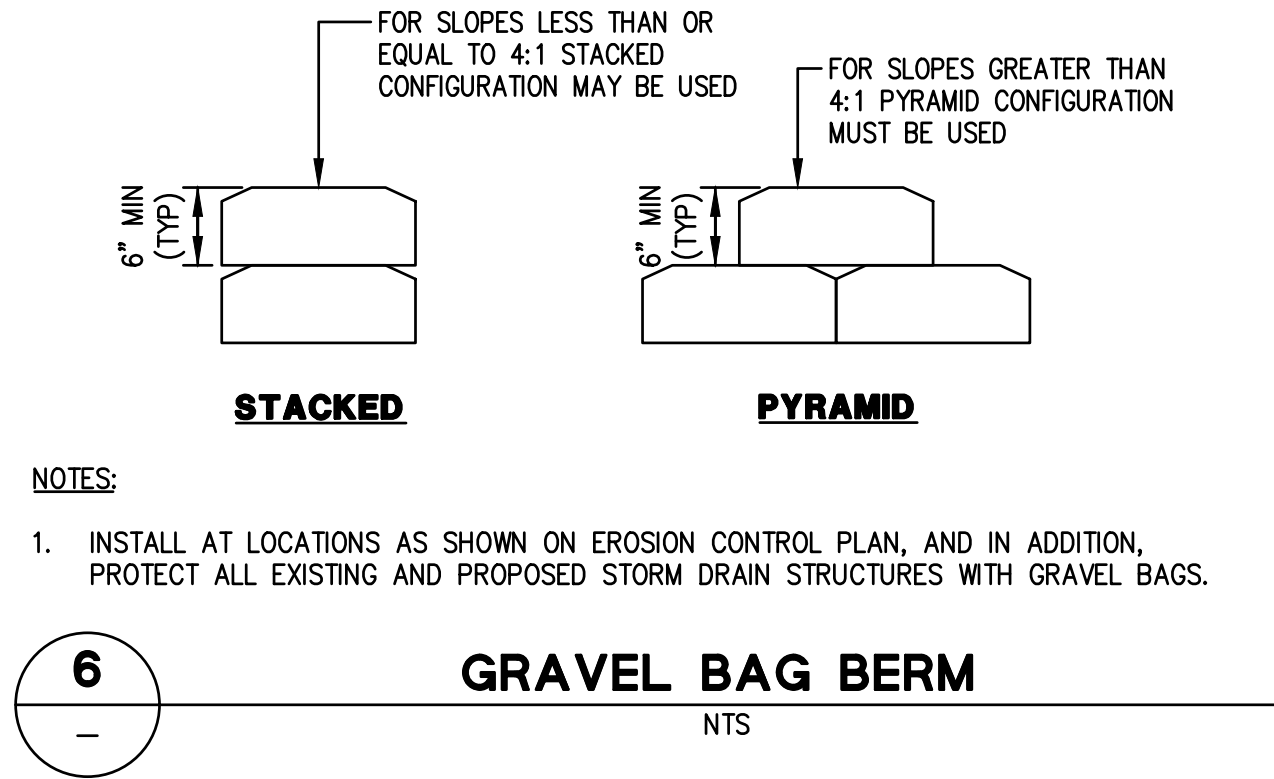 FOR SLOPES LESS THAN OR
EQUAL TO 4:1 STACKED
CONFIGURATION MAY BE USED
FOR SLOPES GREATER THAN
4:1 PYRAMID CONFIGURATION
MUST BE USED
6" MIN
(TYP)
6" MIN
(TYP)
STACKED
PYRAMID
NOTES:
1. INSTALL AT LOCATIONS AS SHOWN ON EROSION CONTROL PLAN, AND IN ADDITION,
PROTECT ALL EXISTING AND PROPOSED STORM DRAIN STRUCTURES WITH GRAVEL BAGS.
6
–
GRAVEL BAG BERM
NTS